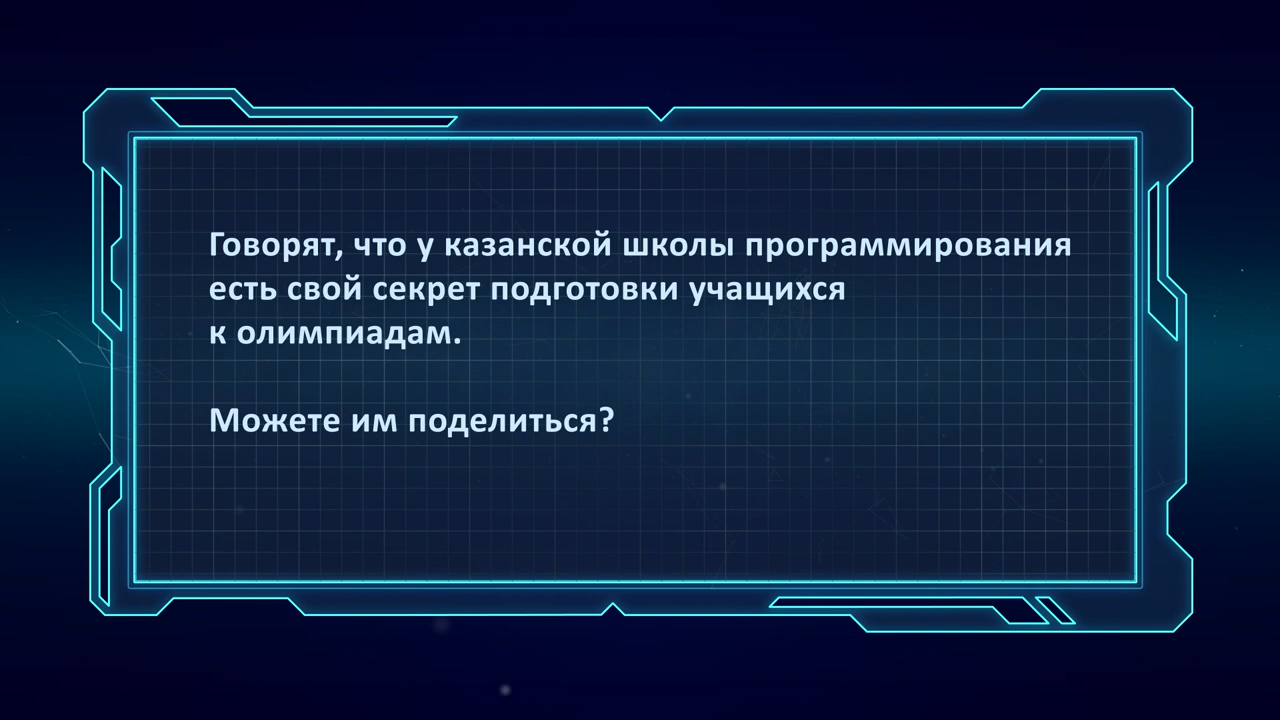 Говорят, что у казанской школы программирования
есть свой секрет подготовки учащихся
к олимпиадам.
Можете им поделиться?